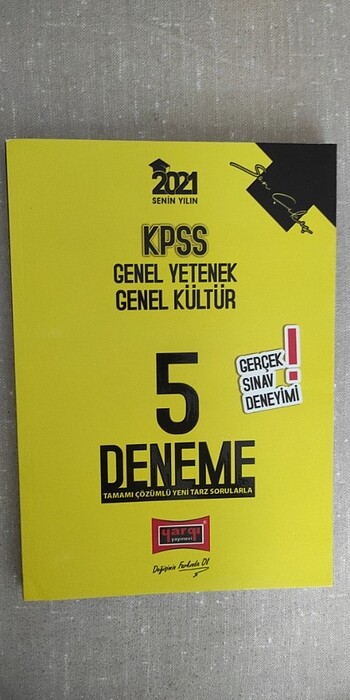 2021
SENİN YILIN
KPSS
GENEL YETENEK
GENEL KÜLTÜR
5
DENEME
TAMAMI ÇÖZÜMLÜ YENİ TARZ SORULARLA
GERÇEK
SINAV
DENEYİMİ
!
yargı
yayınevi
Değişimin Farkında Ol